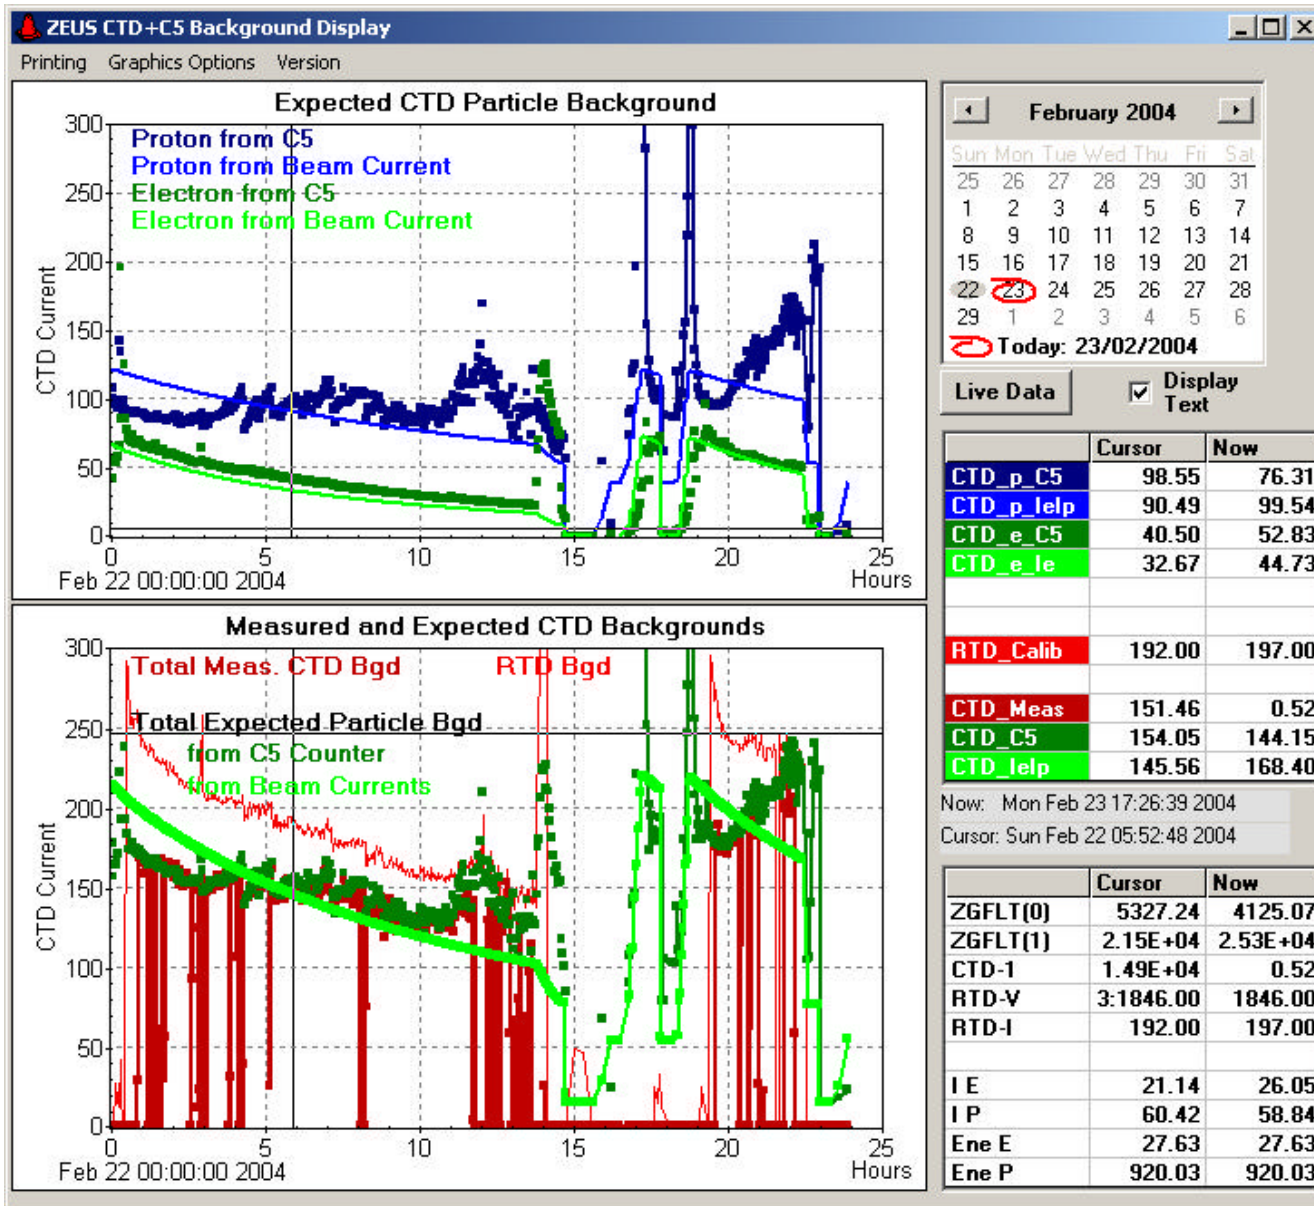 ZEUS CTD+C5 Background Display
Printing Graphics Options Version
Expected CTD Particle Background
300
250
200
150
100
50
0
CTD Current
Proton from C5
Proton from Beam Current
Electron from C5
Electron from Beam Current
0 5 10 15 20 25
Feb 22 00:00:00 2004 Hours
Measured and Expected CTD Backgrounds
300
250
200
150
100
50
0
CTD Current
Total Meas. CTD Bgd RTD Bgd
Total Expected Particle Bgd
from C5 Counter
from Beam Currents
0 5 10 15 20 25
Feb 22 00:00:00 2004 Hours
February 2004
Sun Mon Tue Wed Thu Fri Sat
25 26 27 28 29 30 31
1 2 3 4 5 6 7
8 9 10 11 12 13 14
15 16 17 18 19 20 21
22 23 24 25 26 27 28
29 1 2 3 4 5 6
Today: 23/02/2004
Live Data
Display
Text
Cursor Now
CTD_p_C5 98.55 76.31
CTD_p_IeIp 90.49 99.54
CTD_e_C5 40.50 52.83
CTD_e_Ie 32.67 44.73
RTD_Calib 192.00 197.00
CTD_Meas 151.46 0.52
CTD_C5 154.05 144.15
CTD_IeIp 145.56 168.40
Now: Mon Feb 23 17:26:39 2004
Cursor: Sun Feb 22 05:52:48 2004
Cursor Now
ZGFLT(0) 5327.24 4125.07
ZGFLT(1) 2.15E+04 2.53E+04
CTD-1 1.49E+04 0.52
RTD-V 3:1846.00 1846.00
RTD-I 192.00 197.00
I E 21.14 26.05
I P 60.42 58.84
Ene E 27.63 27.63
Ene P 920.03 920.03